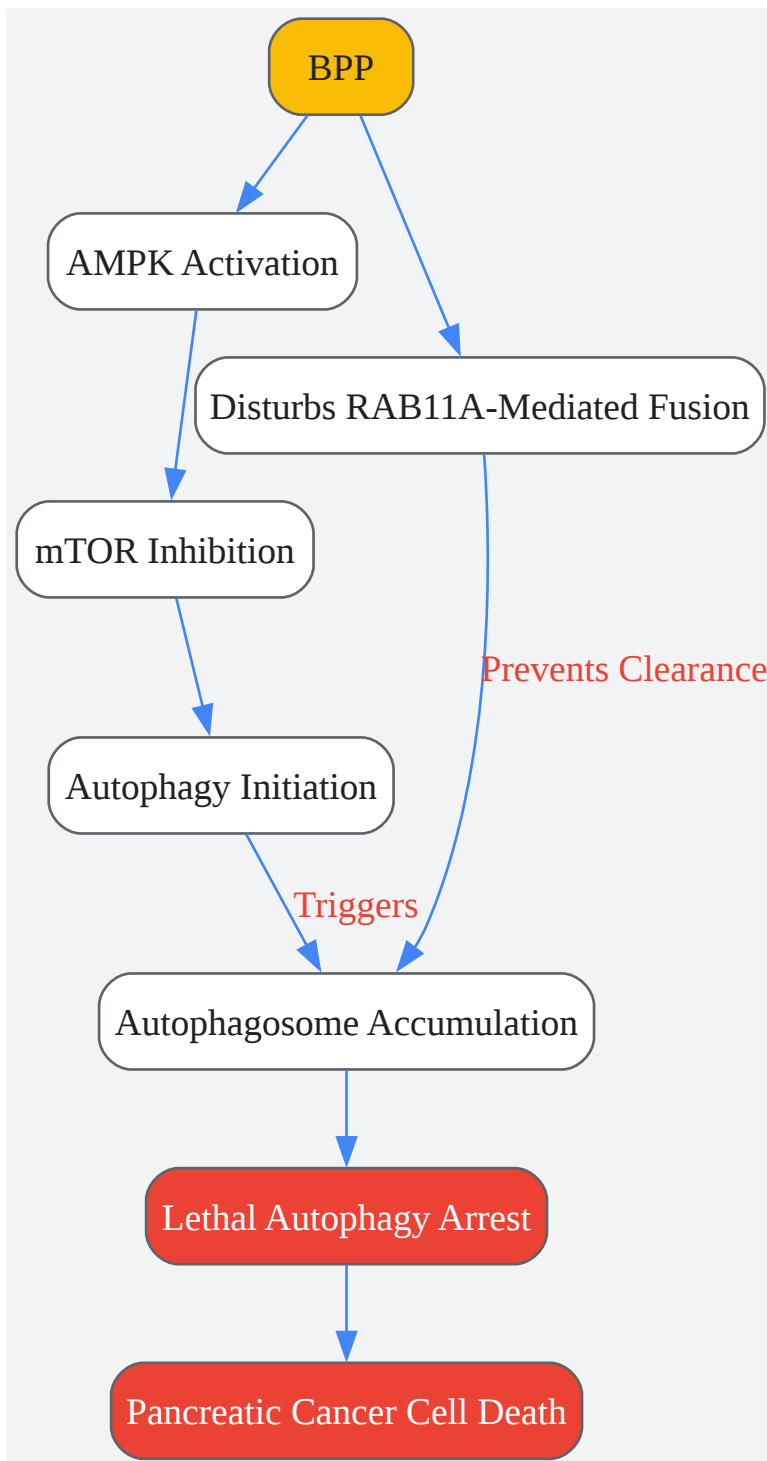 BPP
AMPK Activation
Disturbs RAB11A-Mediated Fusion
mTOR Inhibition
Prevents Clearance
Autophagy Initiation
Triggers
Autophagosome Accumulation
Lethal Autophagy Arrest
Pancreatic Cancer Cell Death